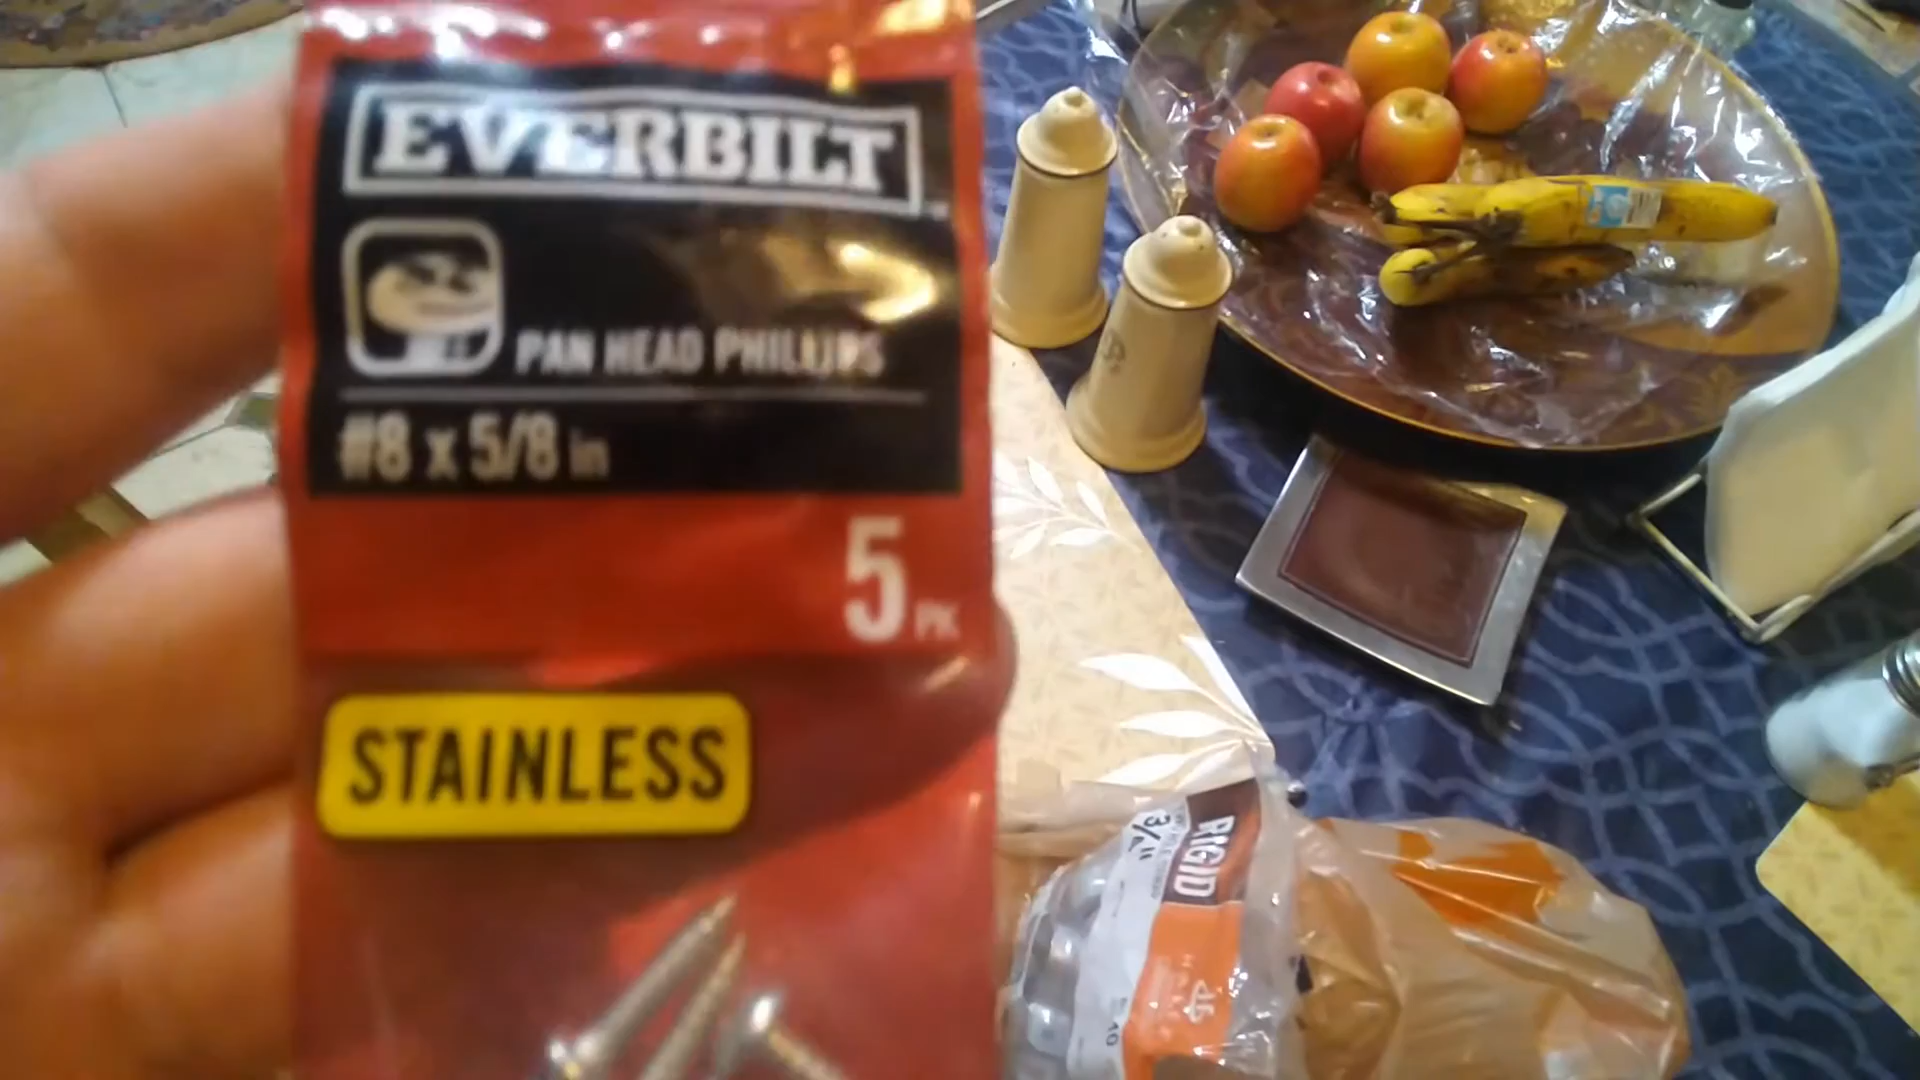 EVERBILT
PAN HEAD PHILLIPS
#8 x 5/8 in
5 PK
STAINLESS
S
RIGID
3/4"